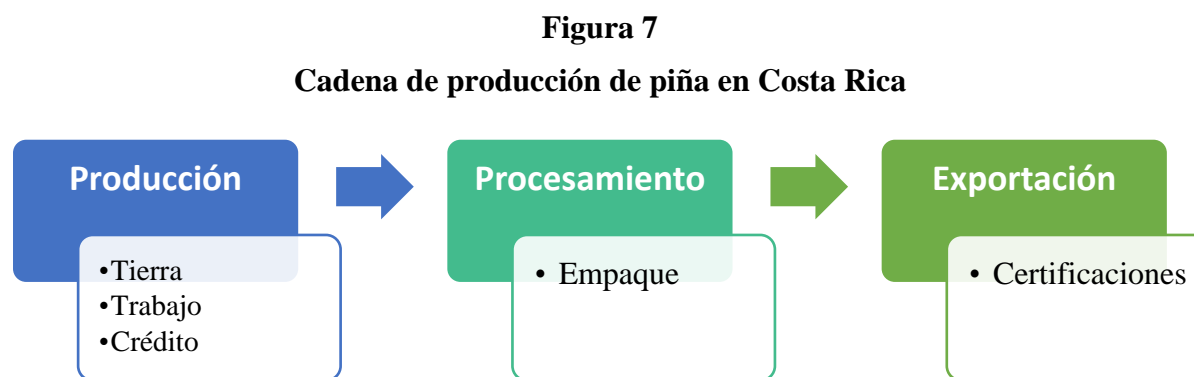 Figura 7
Cadena de producción de piña en Costa Rica
Producción
•Tierra
•Trabajo
•Crédito
Procesamiento
• Empaque
Exportación
• Certificaciones